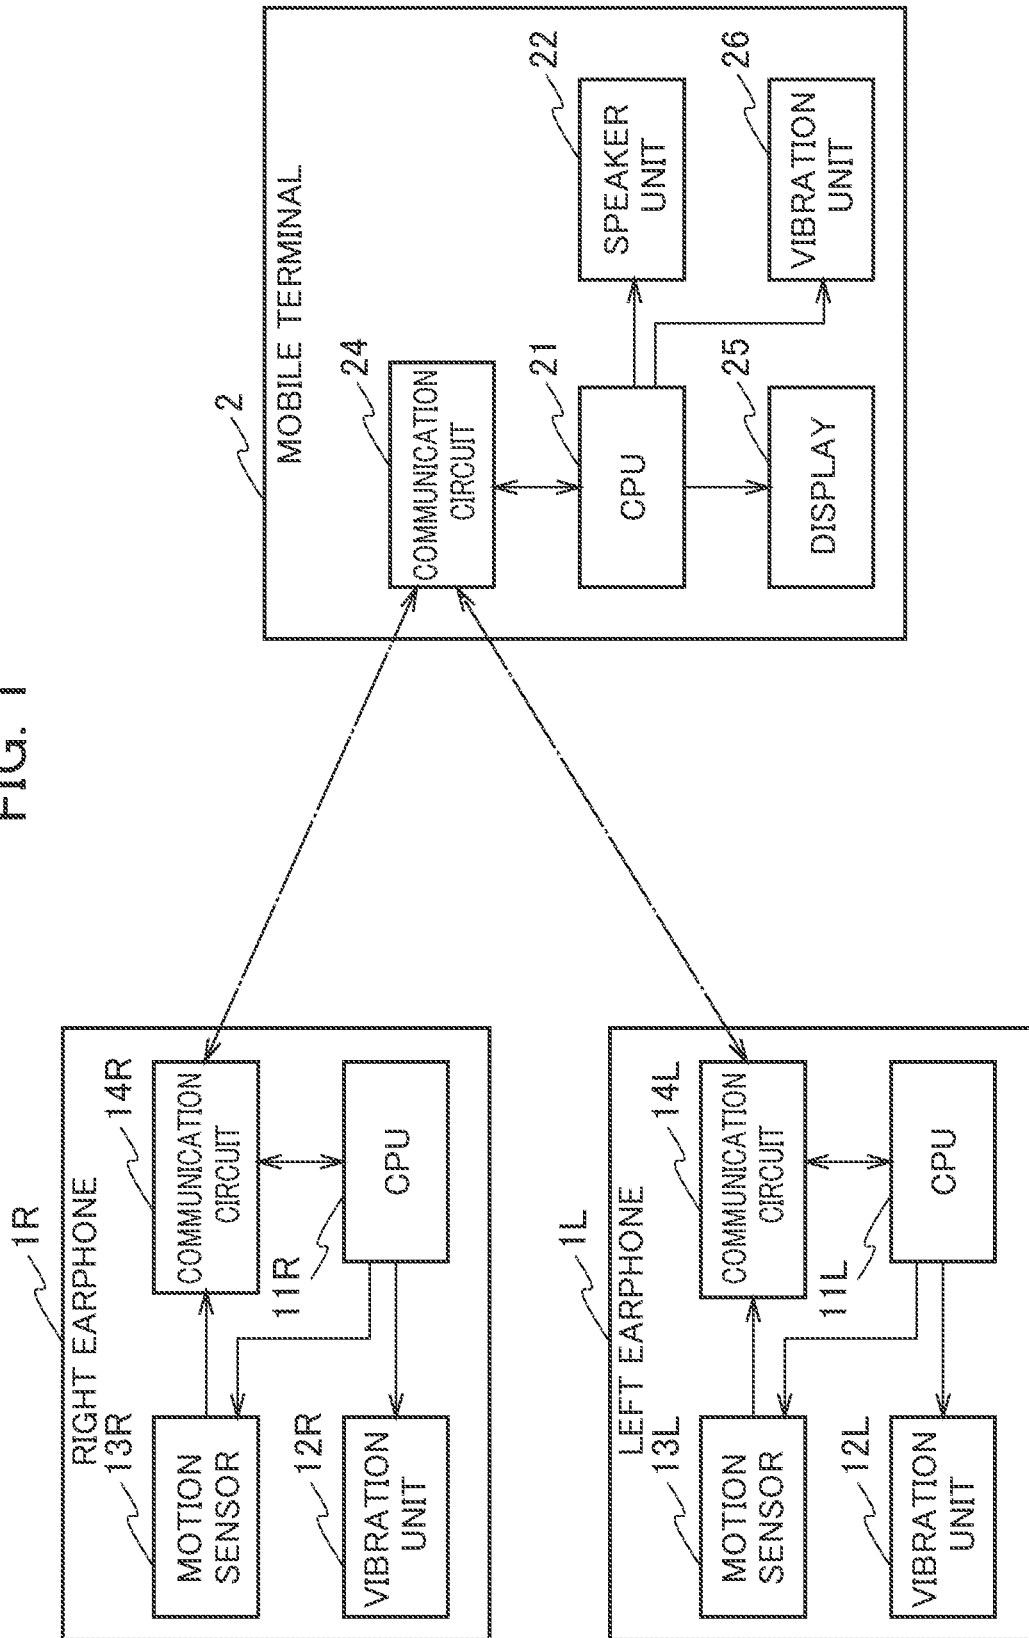 FIG. 1
1R
RIGHT EARPHONE
13R
MOTION
SENSOR
14R
COMMUNICATION
CIRCUIT
12R
VIBRATION
UNIT
11R
CPU
1L
LEFT EARPHONE
13L
MOTION
SENSOR
14L
COMMUNICATION
CIRCUIT
12L
VIBRATION
UNIT
11L
CPU
2
MOBILE TERMINAL
24
COMMUNICATION
CIRCUIT
21
CPU
22
SPEAKER
UNIT
25
DISPLAY
26
VIBRATION
UNIT